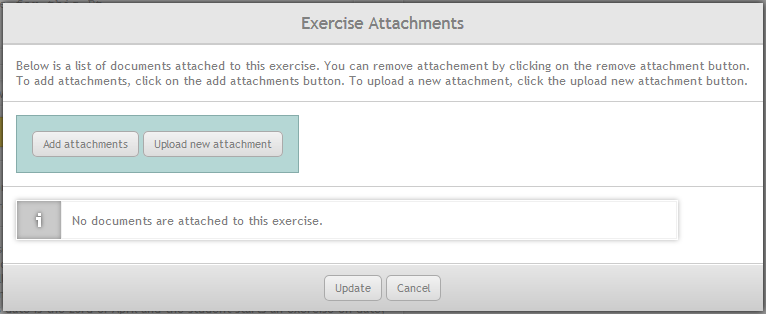 Exercise Attachments
Below is a list of documents attached to this exercise. You can remove attachement by clicking on the remove attachment button.
To add attachments, click on the add attachments button. To upload a new attachment, click the upload new attachment button.
Add attachments Upload new attachment
i No documents are attached to this exercise.
Update Cancel